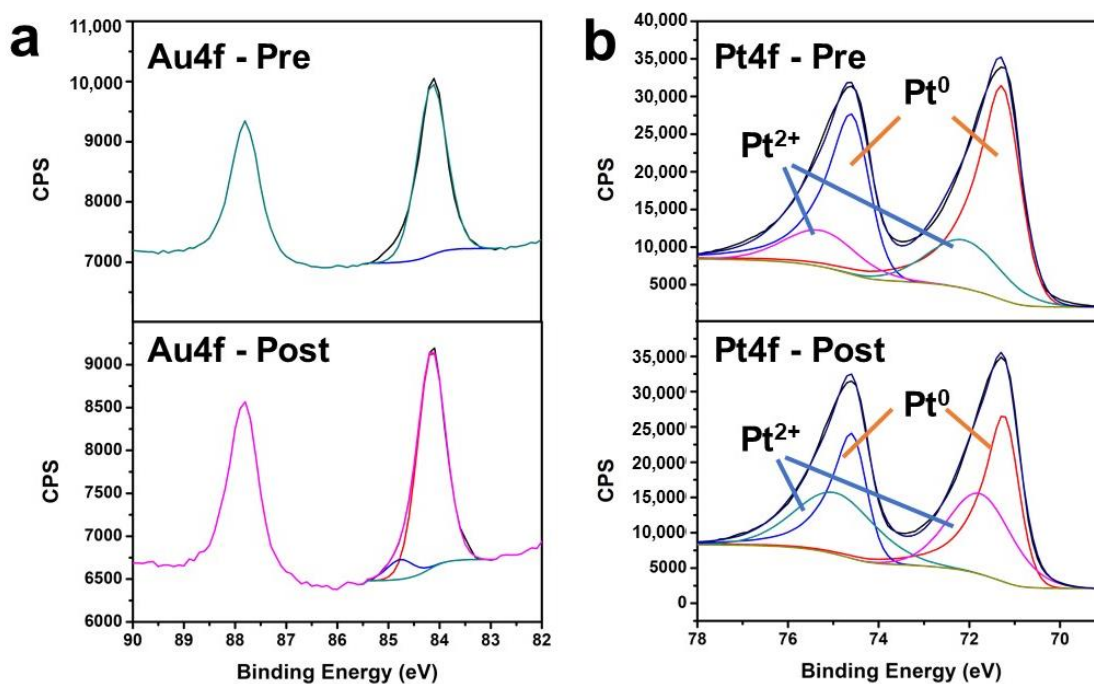 a
Au4f - Pre
11,000
10,000
9000
8000
7000
CPS
Au4f - Post
9000
8500
8000
7500
7000
6500
6000
CPS
90 89 88 87 86 85 84 83 82
Binding Energy (eV)
b
Pt4f - Pre
40,000
35,000
30,000
25,000
20,000
15,000
10,000
5000
CPS
Pt⁰
Pt²⁺
Pt4f - Post
35,000
30,000
25,000
20,000
15,000
10,000
5000
0
CPS
Pt⁰
Pt²⁺
78 76 74 72 70
Binding Energy (eV)